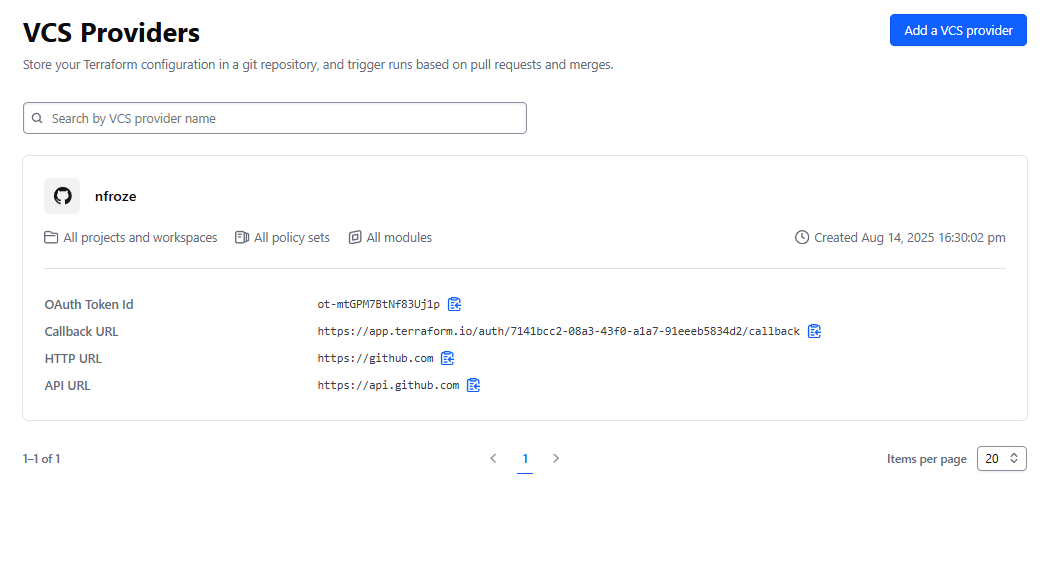 VCS Providers
Add a VCS provider
Store your Terraform configuration in a git repository, and trigger runs based on pull requests and merges.
Search by VCS provider name
nfroze
All projects and workspaces All policy sets All modules Created Aug 14, 2025 16:30:02 pm
OAuth Token Id ot-mtGPM7BtNf83Uj1p
Callback URL https://app.terraform.io/auth/7141bcc2-08a3-43f0-a1a7-91eeeb5834d2/callback
HTTP URL https://github.com
API URL https://api.github.com
1–1 of 1 1 Items per page 20